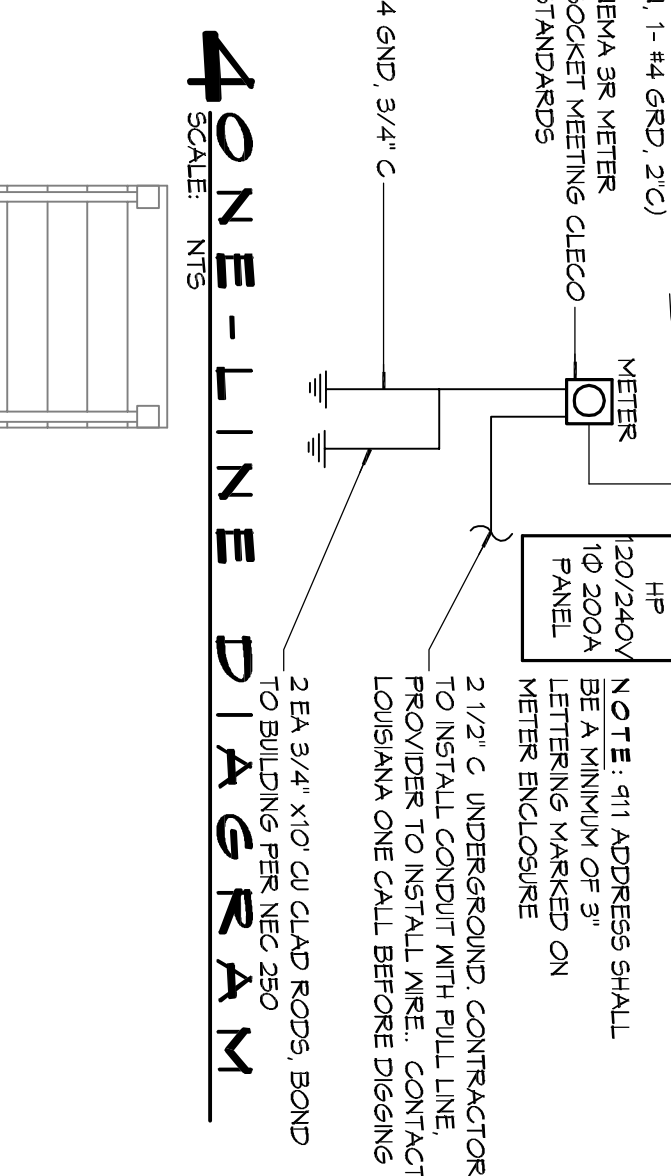 , 1- #4 GRD, 2"C)
NEMA 3R METER
SOCKET MEETING CLECO
STANDARDS
4 GND, 3/4" C
METER
HP
120/240V
1Φ 200A
PANEL
NOTE: 911 ADDRESS SHALL
BE A MINIMUM OF 3"
LETTERING MARKED ON
METER ENCLOSURE
2 1/2" C UNDERGROUND. CONTRACTOR
TO INSTALL CONDUIT WITH PULL LINE,
PROVIDER TO INSTALL WIRE.. CONTACT
LOUISIANA ONE CALL BEFORE DIGGING
2 EA 3/4" x10' CU CLAD RODS, BOND
TO BUILDING PER NEC 250
4 ONE-LINE DIAGRAM
SCALE: NTS